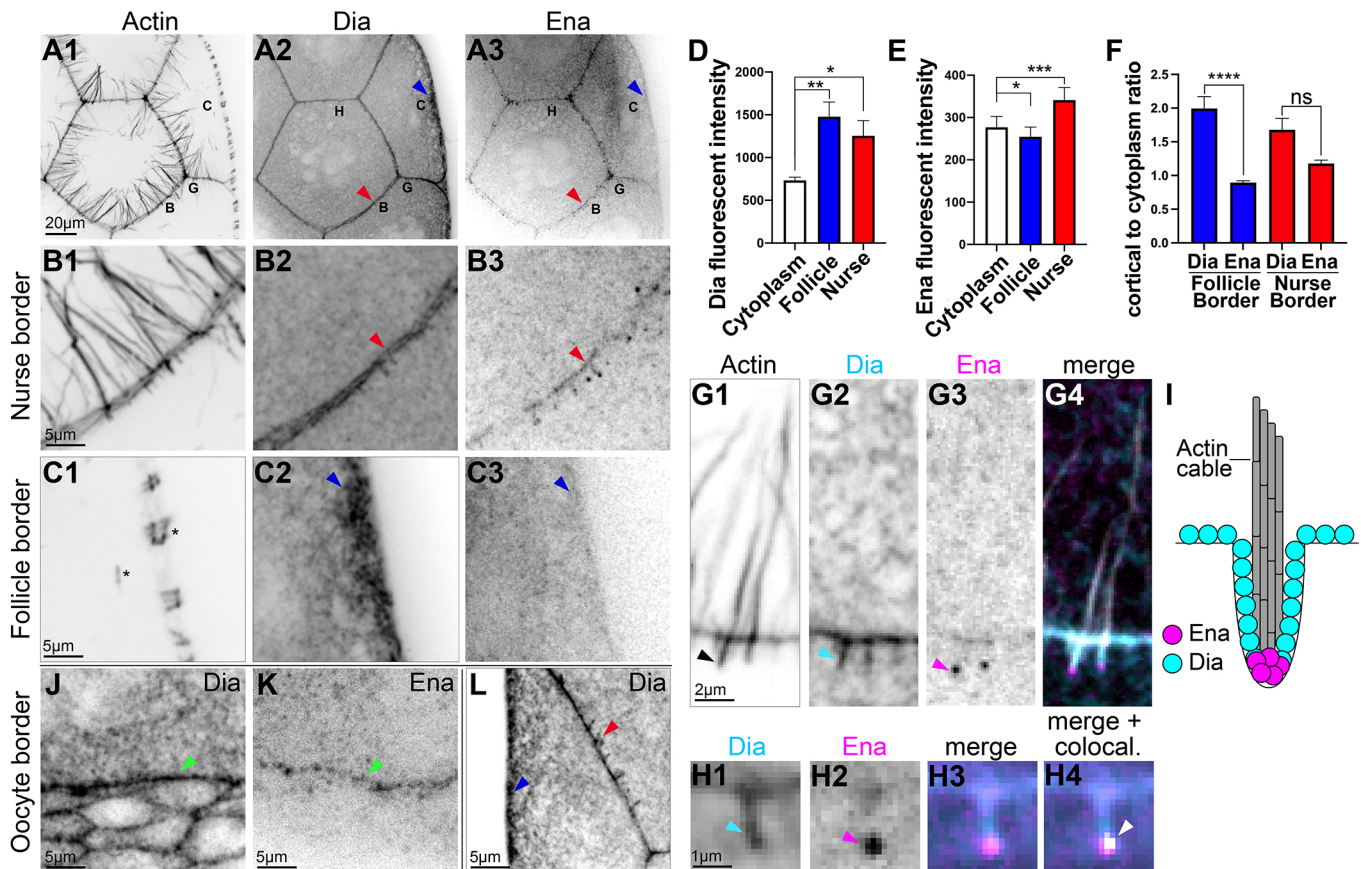 Actin
Dia
Ena
A1
A2
A3
C
B
G
20µm
H
C
G
B
C
H
G
B
Nurse border
B1
B2
B3
5µm
Follicle border
C1
C2
C3
*
*
5µm
Oocyte border
J
Dia
5µm
K
Ena
5µm
L
Dia
5µm
D
Dia fluorescent intensity
2000
1500
1000
500
0
*
**
Cytoplasm
Follicle
Nurse
E
Ena fluorescent intensity
400
300
200
100
0
***
*
Cytoplasm
Follicle
Nurse
F
cortical to cytoplasm ratio
2.5
2.0
1.5
1.0
0.5
0.0
****
ns
Dia Ena Dia Ena
Follicle Border
Nurse Border
Actin
Dia
Ena
merge
G1
G2
G3
G4
2µm
I
Actin
cable
Ena
Dia
Dia
Ena
merge
merge +
colocal.
H1
H2
H3
H4
1µm